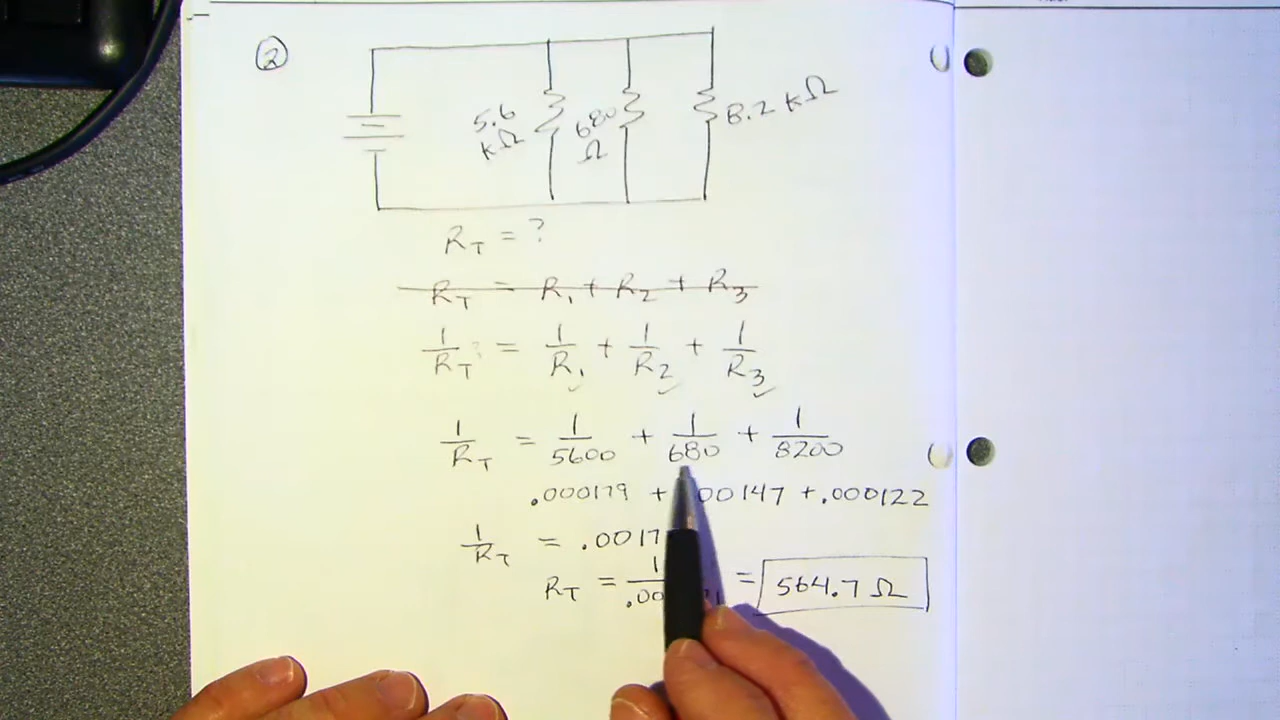 ②
5.6 kΩ 680 Ω 8.2 kΩ
R_T = ?
R_T = R_1 + R_2 + R_3
1/R_T ? = 1/R_1 + 1/R_2 + 1/R_3
1/R_T = 1/5600 + 1/680 + 1/8200
.000179 + 00147 + .000122
1/R_T = .0017
R_T = 1/.00 = 564.7 Ω